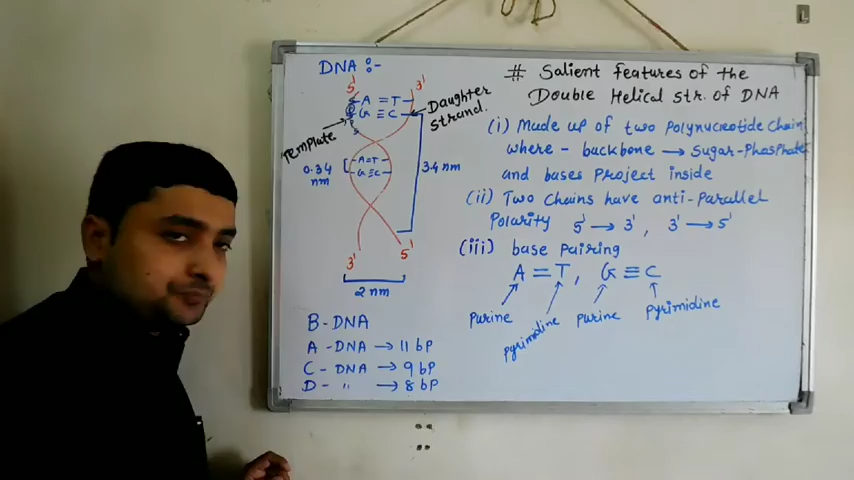 DNA :-
5' 3'
S A = T
P G ≡ C
P
S
Template
Daughter
Strand.
0.34
nm
A=T
G≡C
3.4 nm
3' 5'
2 nm
B-DNA
A-DNA → 11 bp
C-DNA → 9 bp
D- " → 8 bp
# Salient features of the
Double Helical Str. of DNA
(i) Made up of two Polynucleotide Chain
where - backbone → Sugar-Phosphate
and bases Project inside
(ii) Two Chains have anti-Parallel
Polarity 5' → 3', 3' → 5'
(iii) base Pairing
A = T, G ≡ C
purine pyrimidine purine pyrimidine